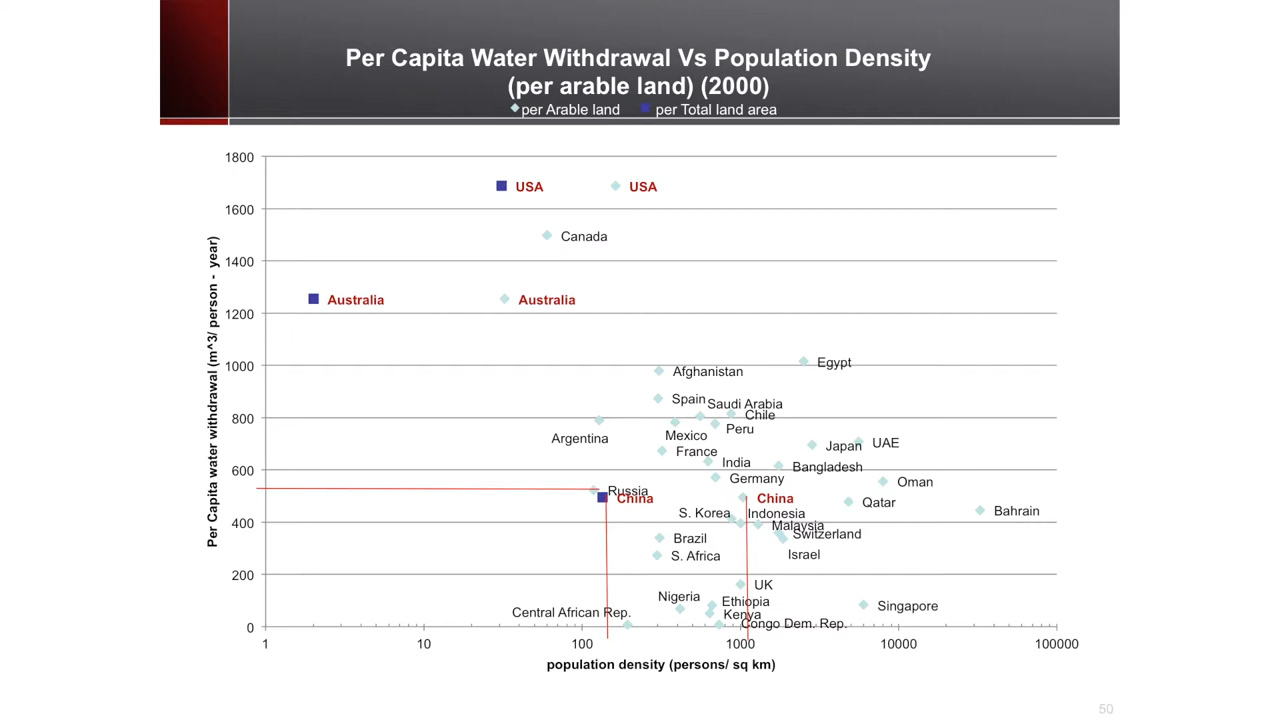 Per Capita Water Withdrawal Vs Population Density
(per arable land) (2000)
per Arable land per Total land area
1800
USA USA
1600
Canada
1400
Australia Australia
1200
Egypt
1000
Afghanistan
Spain
Saudi Arabia
Chile
800
Peru
Mexico
Argentina
UAE
Japan
France
India
Bangladesh
600
Germany
Oman
Russia
China China
Qatar
Bahrain
S. Korea Indonesia
400
Malaysia
Switzerland
Brazil
Israel
S. Africa
200
UK
Nigeria
Ethiopia
Singapore
Central African Rep.
Kenya
Congo Dem. Rep.
0
1 10 100 1000 10000 100000
Per Capita water withdrawal (m^3/ person - year)
population density (persons/ sq km)
50